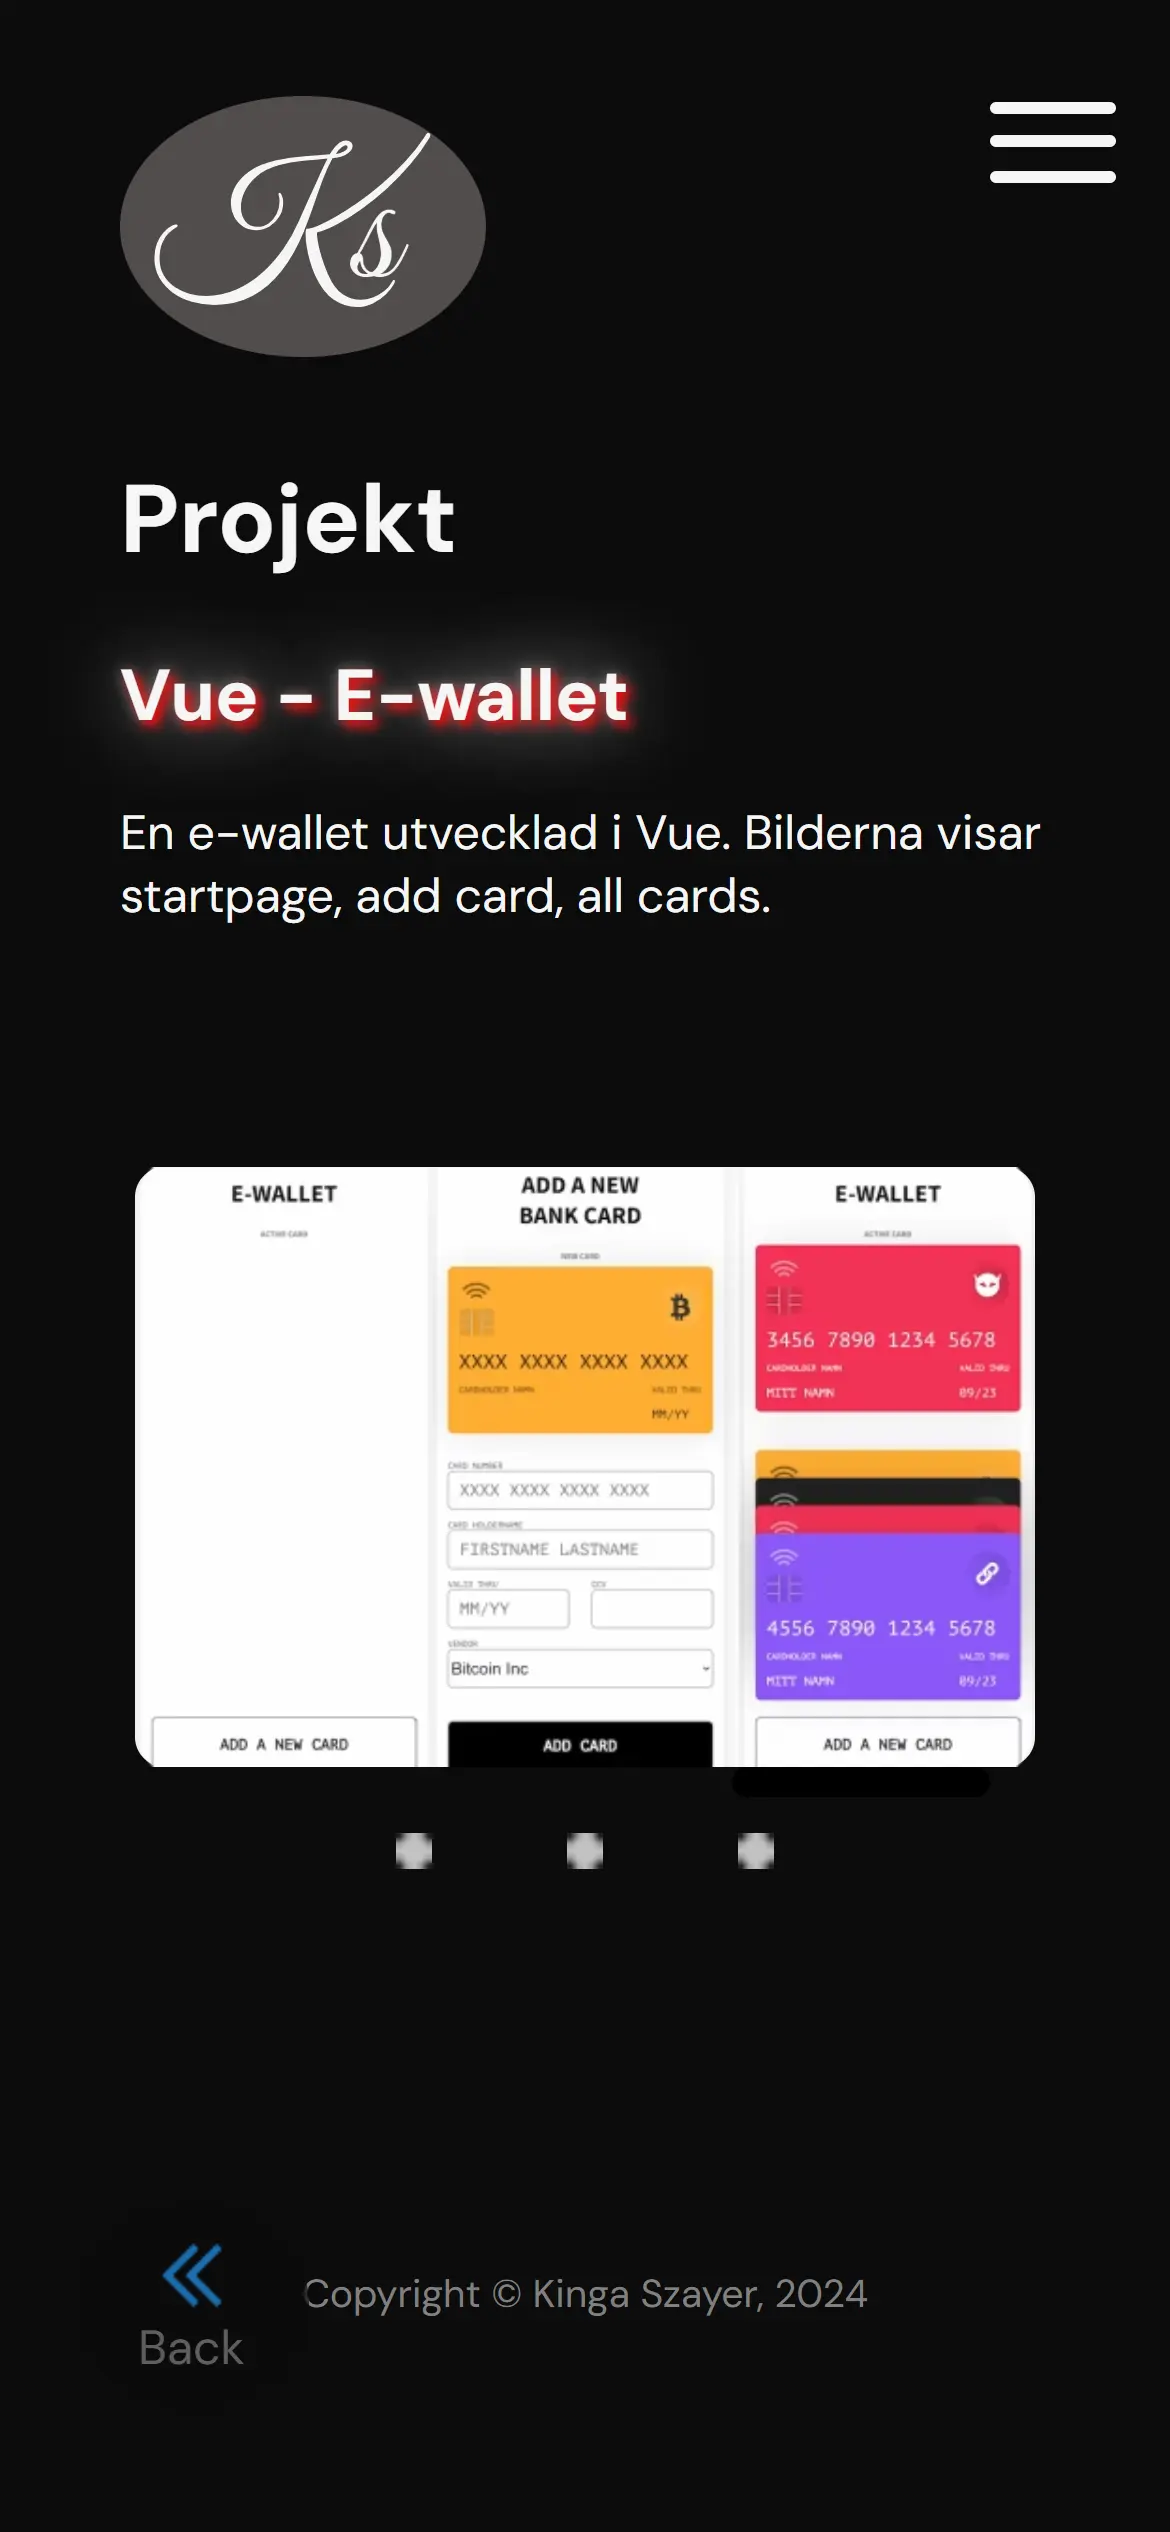 Ks
Projekt
Vue - E-wallet
En e-wallet utvecklad i Vue. Bilderna visar
startpage, add card, all cards.
E-WALLET
ACTIVE CARD
ADD A NEW CARD
ADD A NEW
BANK CARD
NEW CARD
XXXX XXXX XXXX XXXX
CARDHOLDER NAMN
VALID THRU
MM/YY
CARD NUMBER
XXXX XXXX XXXX XXXX
CARD HOLDERNAME
FIRSTNAME LASTNAME
VALID THRU
CCV
MM/YY
VENDOR
Bitcoin Inc
ADD CARD
E-WALLET
ACTIVE CARD
3456 7890 1234 5678
CARDHOLDER NAMN VALID THRU
MITT NAMN 09/23
4556 7890 1234 5678
CARDHOLDER NAMN VALID THRU
MITT NAMN 09/23
ADD A NEW CARD
Copyright © Kinga Szayer, 2024
Back